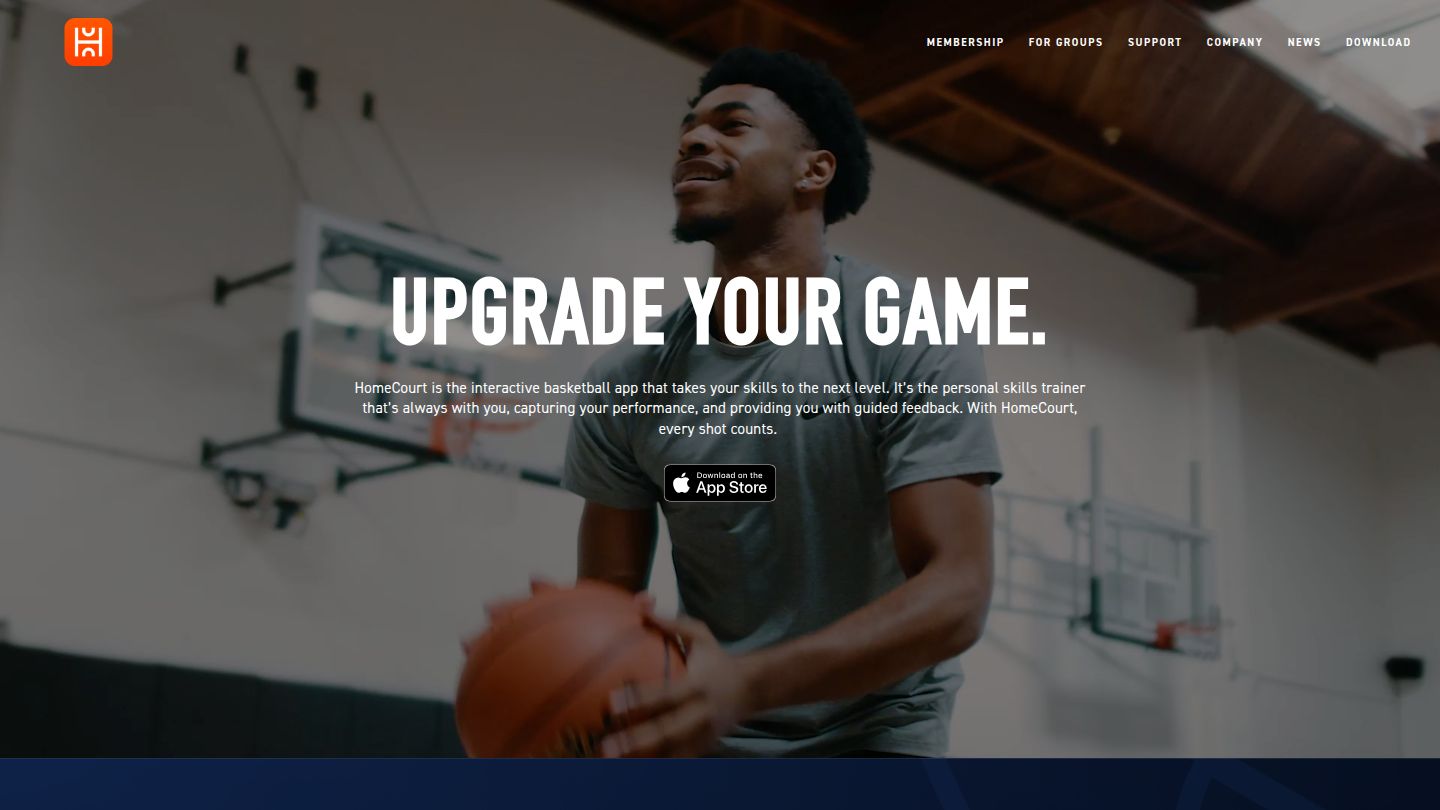 MEMBERSHIP FOR GROUPS SUPPORT COMPANY NEWS DOWNLOAD
UPGRADE YOUR GAME.
HomeCourt is the interactive basketball app that takes your skills to the next level. It's the personal skills trainer
that's always with you, capturing your performance, and providing you with guided feedback. With HomeCourt,
every shot counts.
Download on the
App Store